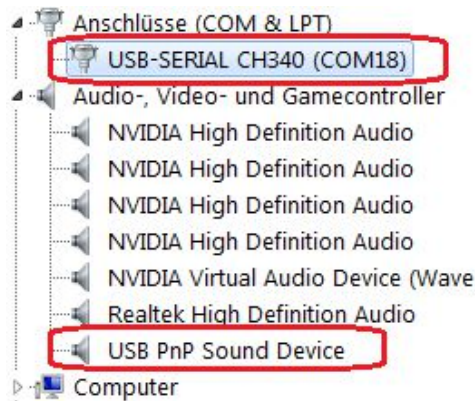 Anschlüsse (COM & LPT)
USB-SERIAL CH340 (COM18)
Audio-, Video- und Gamecontroller
NVIDIA High Definition Audio
NVIDIA High Definition Audio
NVIDIA High Definition Audio
NVIDIA High Definition Audio
NVIDIA Virtual Audio Device (Wave
Realtek High Definition Audio
USB PnP Sound Device
Computer